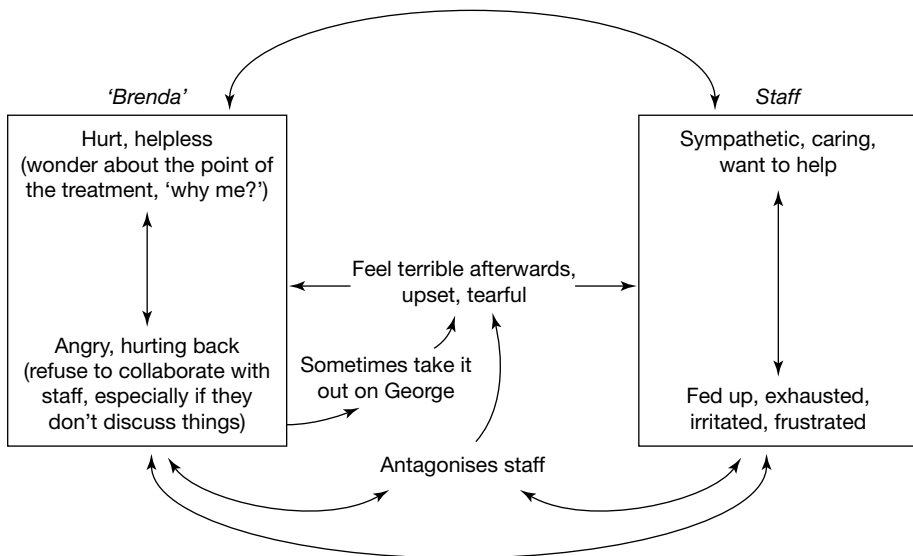 ‘Brenda’
Hurt, helpless
(wonder about the point of
the treatment, ‘why me?’)
Angry, hurting back
(refuse to collaborate with
staff, especially if they
don’t discuss things)
Feel terrible afterwards,
upset, tearful
Sometimes take it
out on George
Antagonises staff
Staff
Sympathetic, caring,
want to help
Fed up, exhausted,
irritated, frustrated